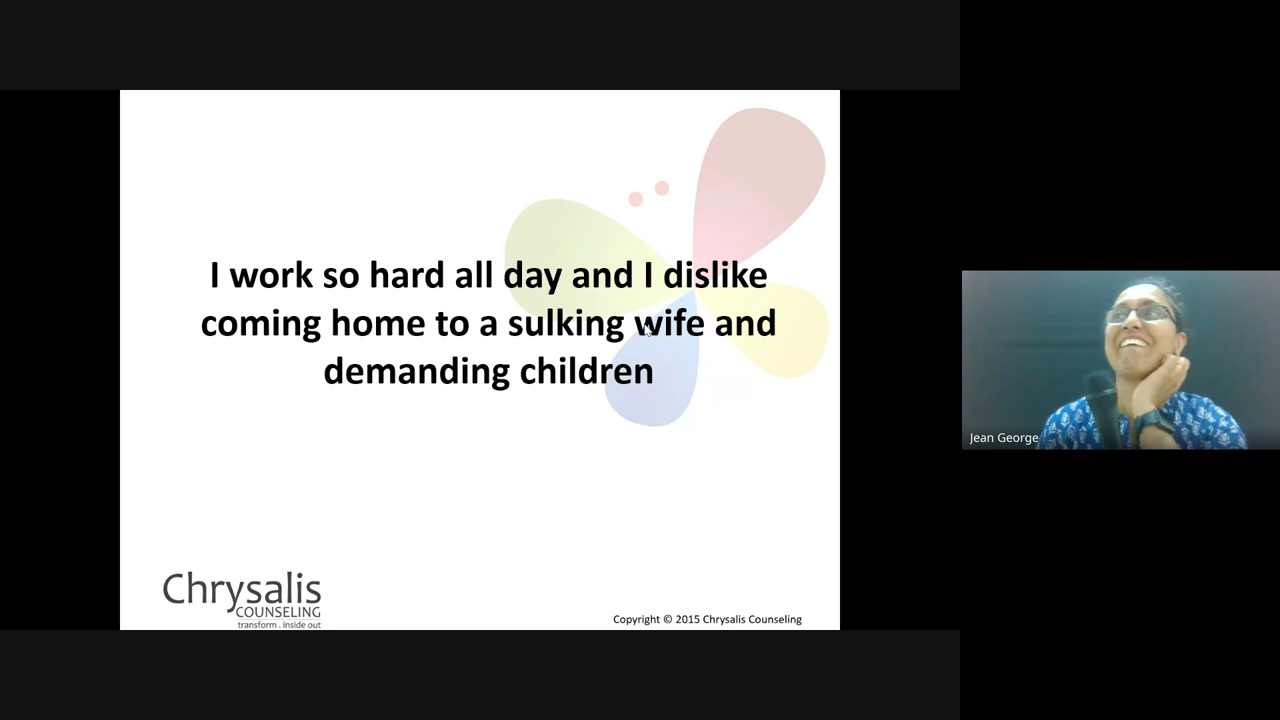 I work so hard all day and I dislike
coming home to a sulking wife and
demanding children
Jean George
Chrysalis
COUNSELING
transform . inside out
Copyright © 2015 Chrysalis Counseling